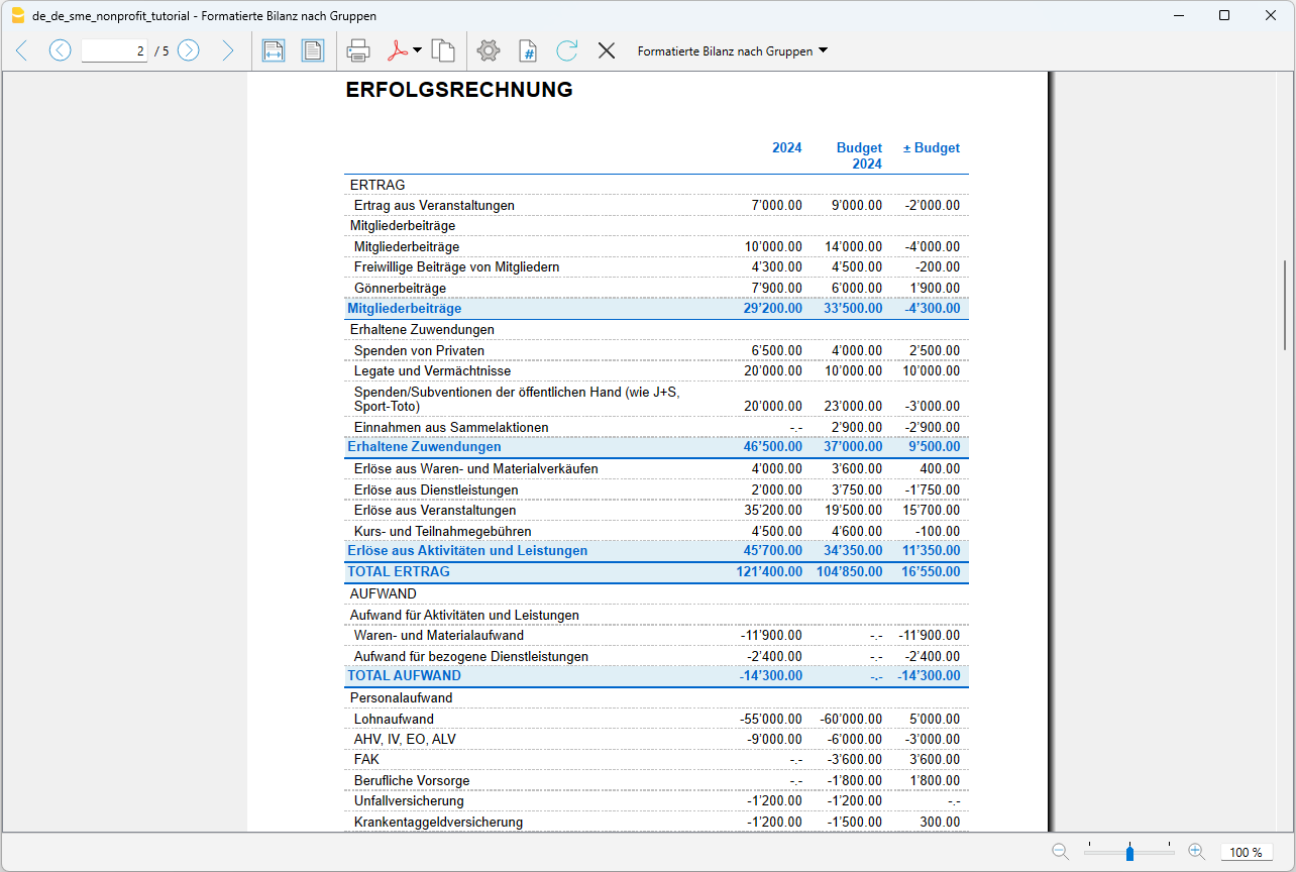 de_de_sme_nonprofit_tutorial - Formatierte Bilanz nach Gruppen
2 / 5 # Formatierte Bilanz nach Gruppen
ERFOLGSRECHNUNG
2024 Budget 2024 ± Budget
ERTRAG
Ertrag aus Veranstaltungen 7’000.00 9’000.00 -2’000.00
Mitgliederbeiträge
Mitgliederbeiträge 10’000.00 14’000.00 -4’000.00
Freiwillige Beiträge von Mitgliedern 4’300.00 4’500.00 -200.00
Gönnerbeiträge 7’900.00 6’000.00 1’900.00
Mitgliederbeiträge 29’200.00 33’500.00 -4’300.00
Erhaltene Zuwendungen
Spenden von Privaten 6’500.00 4’000.00 2’500.00
Legate und Vermächtnisse 20’000.00 10’000.00 10’000.00
Spenden/Subventionen der öffentlichen Hand (wie J+S,
Sport-Toto) 20’000.00 23’000.00 -3’000.00
Einnahmen aus Sammelaktionen -.- 2’900.00 -2’900.00
Erhaltene Zuwendungen 46’500.00 37’000.00 9’500.00
Erlöse aus Waren- und Materialverkäufen 4’000.00 3’600.00 400.00
Erlöse aus Dienstleistungen 2’000.00 3’750.00 -1’750.00
Erlöse aus Veranstaltungen 35’200.00 19’500.00 15’700.00
Kurs- und Teilnahmegebühren 4’500.00 4’600.00 -100.00
Erlöse aus Aktivitäten und Leistungen 45’700.00 34’350.00 11’350.00
TOTAL ERTRAG 121’400.00 104’850.00 16’550.00
AUFWAND
Aufwand für Aktivitäten und Leistungen
Waren- und Materialaufwand -11’900.00 -.- -11’900.00
Aufwand für bezogene Dienstleistungen -2’400.00 -.- -2’400.00
TOTAL AUFWAND -14’300.00 -.- -14’300.00
Personalaufwand
Lohnaufwand -55’000.00 -60’000.00 5’000.00
AHV, IV, EO, ALV -9’000.00 -6’000.00 -3’000.00
FAK -.- -3’600.00 3’600.00
Berufliche Vorsorge -.- -1’800.00 1’800.00
Unfallversicherung -1’200.00 -1’200.00 -.-
Krankentaggeldversicherung -1’200.00 -1’500.00 300.00
100 %